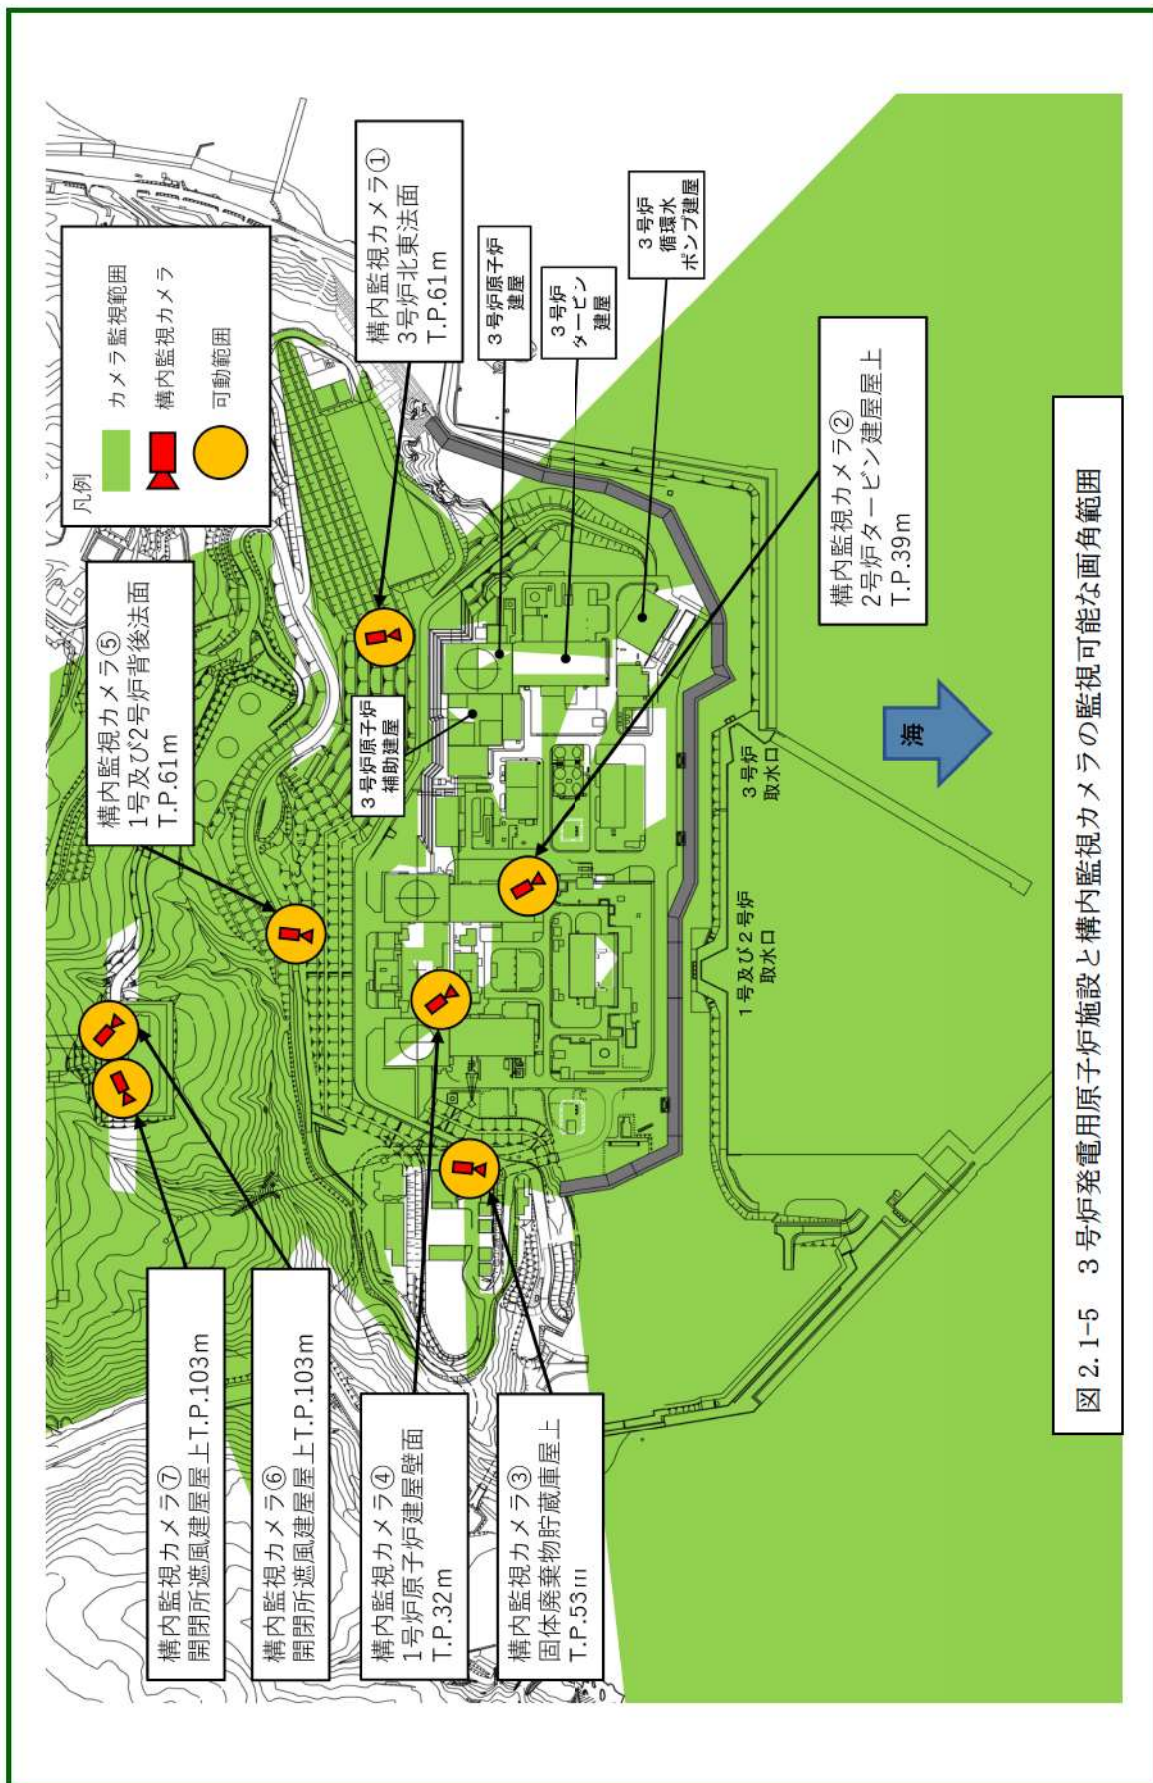 構内監視カメラ⑦
開閉所遮風建屋屋上T.P.103m
構内監視カメラ⑥
開閉所遮風建屋屋上T.P.103m
構内監視カメラ④
1号炉原子炉建屋壁面
T.P.32m
構内監視カメラ③
固体廃棄物貯蔵庫屋上
T.P.53m
構内監視カメラ⑤
1号及び2号炉背後法面
T.P.61m
凡例
カメラ監視範囲
構内監視カメラ
可動範囲
構内監視カメラ①
3号炉北東法面
T.P.61m
3号炉原子炉
補助建屋
3号炉原子炉
建屋
3号炉
タービン
建屋
3号炉
循環水
ポンプ建屋
構内監視カメラ②
2号炉タービン建屋屋上
T.P.39m
1号及び2号炉
取水口
3号炉
取水口
海
図 2.1-5 3号炉発電用原子炉施設と構内監視カメラの監視可能な画角範囲